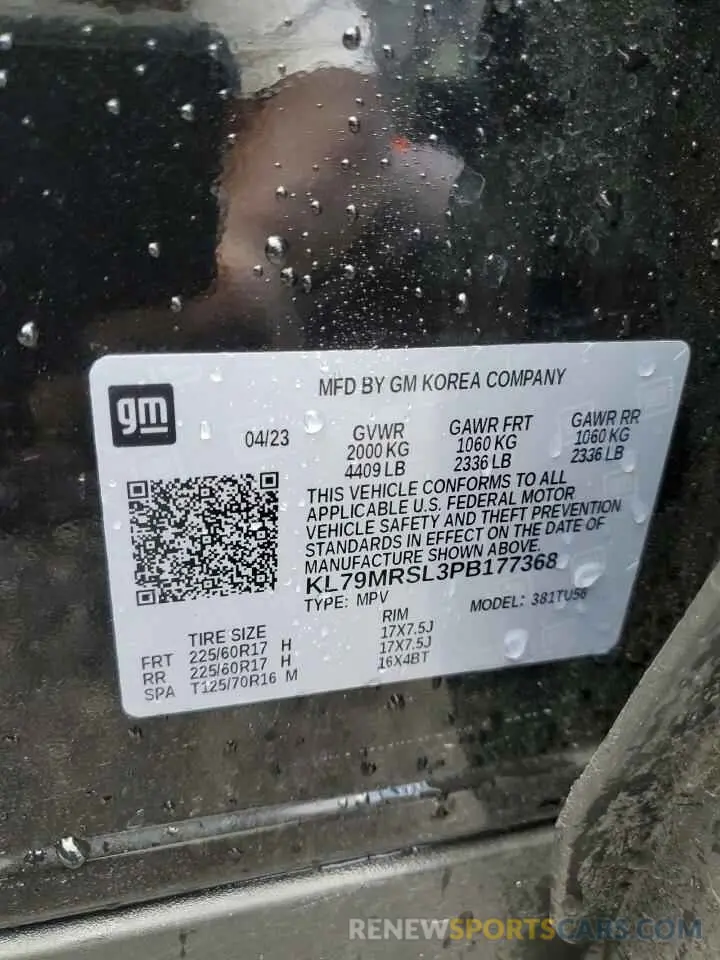 MFD BY GM KOREA COMPANY
gm
04/23
GVWR GAWR FRT GAWR RR
2000 KG 1060 KG 1060 KG
4409 LB 2336 LB 2336 LB
THIS VEHICLE CONFORMS TO ALL
APPLICABLE U.S. FEDERAL MOTOR
VEHICLE SAFETY AND THEFT PREVENTION
STANDARDS IN EFFECT ON THE DATE OF
MANUFACTURE SHOWN ABOVE.
KL79MRSL3PB177368
TYPE: MPV MODEL: 381TU56
TIRE SIZE RIM
FRT 225/60R17 H 17X7.5J
RR 225/60R17 H 17X7.5J
SPA T125/70R16 M 16X4BT
RENEWSPORTSCARS.COM